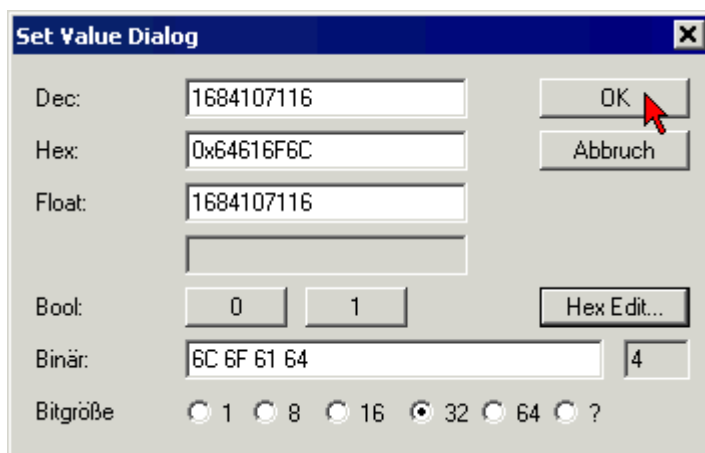 Set Value Dialog
Dec: 1684107116 OK
Hex: 0x64616F6C Abbruch
Float: 1684107116
Bool: 0 1 Hex Edit...
Binär: 6C 6F 61 64 4
Bitgröße 1 8 16 32 64 ?